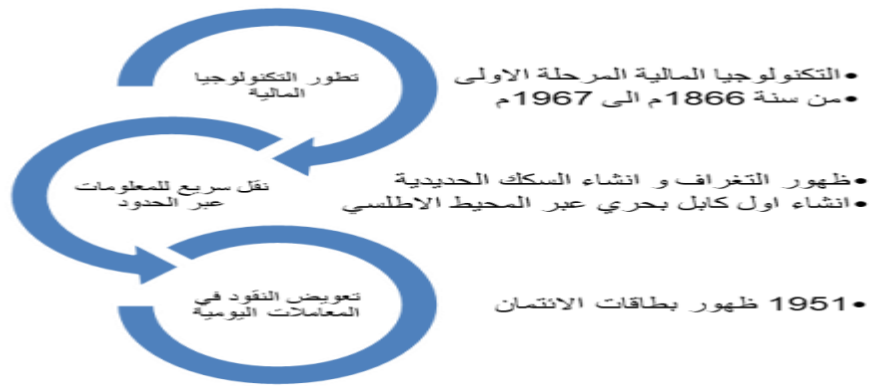 تطور التكنولوجيا
المالية
•التكنولوجيا المالية المرحلة الاولى
•من سنة 1866م الى 1967م
نقل سريع للمعلومات
عبر الحدود
•ظهور التغراف و انشاء السكك الحديدية
•انشاء اول كابل بحري عبر المحيط الاطلسي
تعويض النقود في
المعاملات اليومية
•1951 ظهور بطاقات الائتمان